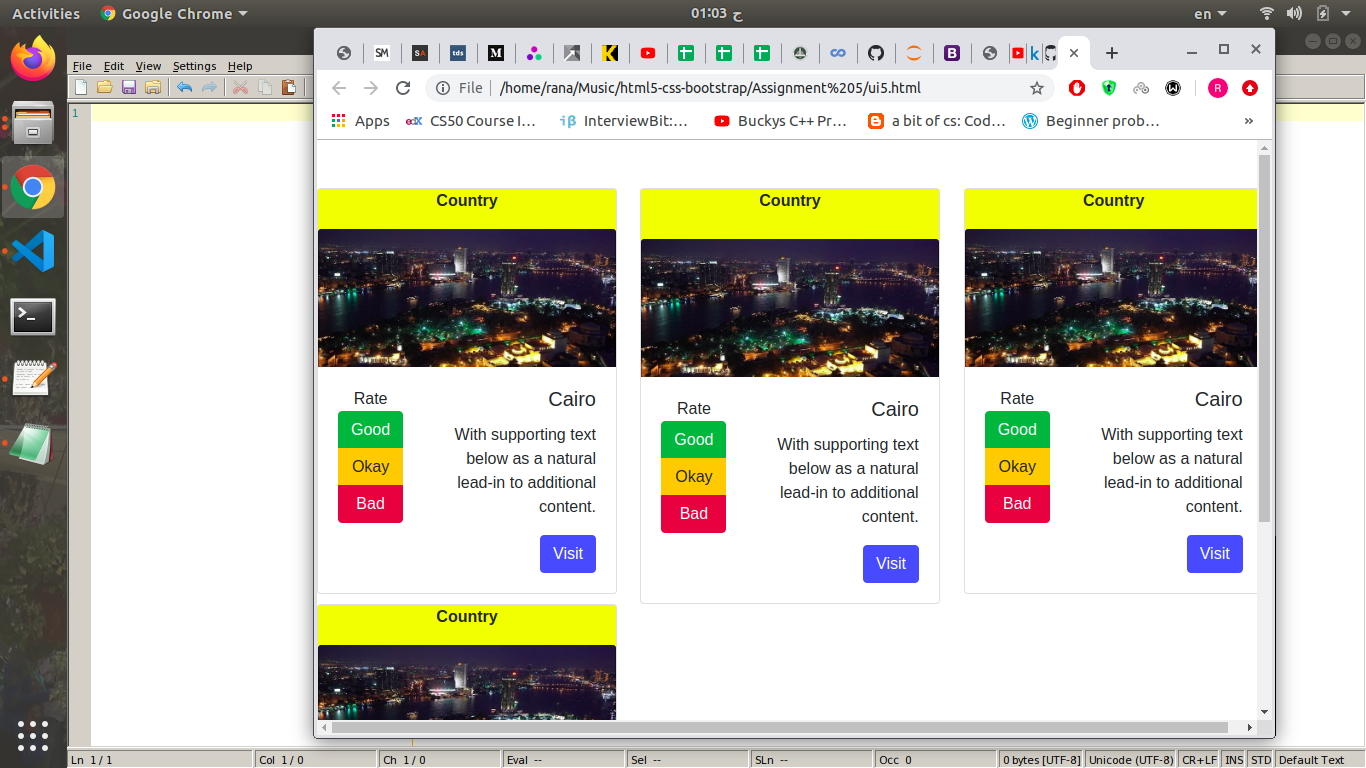 Activities
Google Chrome
01:03 ح
en
File Edit View Settings Help
1
SM
SA
tds
M
K
B
k
File
/home/rana/Music/html5-css-bootstrap/Assignment%205/ui5.html
R
Apps
edX
CS50 Course I…
iβ
InterviewBit:…
Buckys C++ Pr…
a bit of cs: Cod…
Beginner prob…
»
Country
Rate
Good
Okay
Bad
Cairo
With supporting text
below as a natural
lead-in to additional
content.
Visit
Country
Rate
Good
Okay
Bad
Cairo
With supporting text
below as a natural
lead-in to additional
content.
Visit
Country
Rate
Good
Okay
Bad
Cairo
With supporting text
below as a natural
lead-in to additional
content.
Visit
Country
Ln 1 / 1
Col 1 / 0
Ch 1 / 0
Eval --
Sel --
SLn --
Occ 0
0 bytes [UTF-8]
Unicode (UTF-8)
CR+LF
INS
STD
Default Text